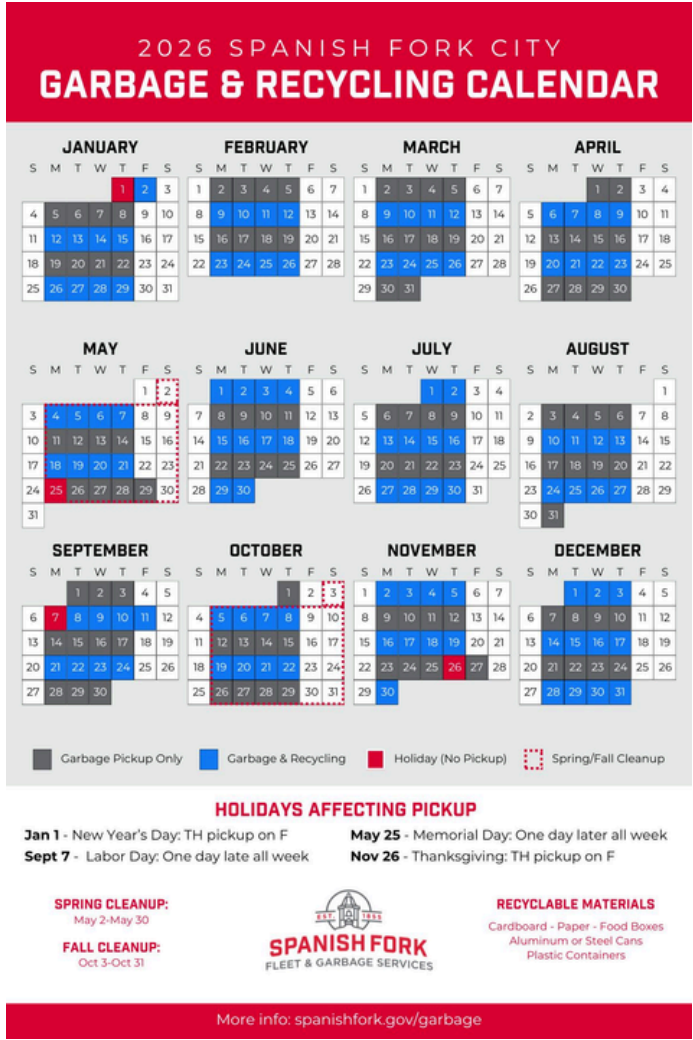 2026 SPANISH FORK CITY
GARBAGE & RECYCLING CALENDAR
JANUARY
S M T W T F S
1 2 3
4 5 6 7 8 9 10
11 12 13 14 15 16 17
18 19 20 21 22 23 24
25 26 27 28 29 30 31
FEBRUARY
S M T W T F S
1 2 3 4 5 6 7
8 9 10 11 12 13 14
15 16 17 18 19 20 21
22 23 24 25 26 27 28
MARCH
S M T W T F S
1 2 3 4 5 6 7
8 9 10 11 12 13 14
15 16 17 18 19 20 21
22 23 24 25 26 27 28
29 30 31
APRIL
S M T W T F S
1 2 3 4
5 6 7 8 9 10 11
12 13 14 15 16 17 18
19 20 21 22 23 24 25
26 27 28 29 30
MAY
S M T W T F S
1 2
3 4 5 6 7 8 9
10 11 12 13 14 15 16
17 18 19 20 21 22 23
24 25 26 27 28 29 30
31
JUNE
S M T W T F S
1 2 3 4 5 6
7 8 9 10 11 12 13
14 15 16 17 18 19 20
21 22 23 24 25 26 27
28 29 30
JULY
S M T W T F S
1 2 3 4
5 6 7 8 9 10 11
12 13 14 15 16 17 18
19 20 21 22 23 24 25
26 27 28 29 30 31
AUGUST
S M T W T F S
1
2 3 4 5 6 7 8
9 10 11 12 13 14 15
16 17 18 19 20 21 22
23 24 25 26 27 28 29
30 31
SEPTEMBER
S M T W T F S
1 2 3 4 5
6 7 8 9 10 11 12
13 14 15 16 17 18 19
20 21 22 23 24 25 26
27 28 29 30
OCTOBER
S M T W T F S
1 2 3
4 5 6 7 8 9 10
11 12 13 14 15 16 17
18 19 20 21 22 23 24
25 26 27 28 29 30 31
NOVEMBER
S M T W T F S
1 2 3 4 5 6 7
8 9 10 11 12 13 14
15 16 17 18 19 20 21
22 23 24 25 26 27 28
29 30
DECEMBER
S M T W T F S
1 2 3 4 5
6 7 8 9 10 11 12
13 14 15 16 17 18 19
20 21 22 23 24 25 26
27 28 29 30 31
Garbage Pickup Only
Garbage & Recycling
Holiday (No Pickup)
Spring/Fall Cleanup
HOLIDAYS AFFECTING PICKUP
Jan 1 - New Year's Day: TH pickup on F
May 25 - Memorial Day: One day later all week
Sept 7 - Labor Day: One day late all week
Nov 26 - Thanksgiving: TH pickup on F
SPRING CLEANUP:
May 2-May 30
FALL CLEANUP:
Oct 3-Oct 31
EST. 1855
SPANISH FORK
FLEET & GARBAGE SERVICES
RECYCLABLE MATERIALS
Cardboard - Paper - Food Boxes
Aluminum or Steel Cans
Plastic Containers
More info: spanishfork.gov/garbage